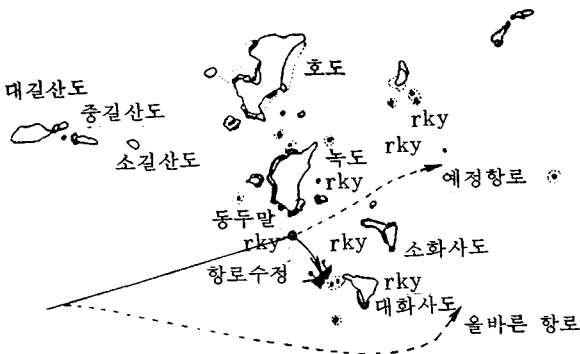 호도
대길산도
중길산도
rky
rky
소길산도
녹도
rky
예정항로
동두말
rky
rky
소화사도
항로수정
rky
대화사도
올바른 항로